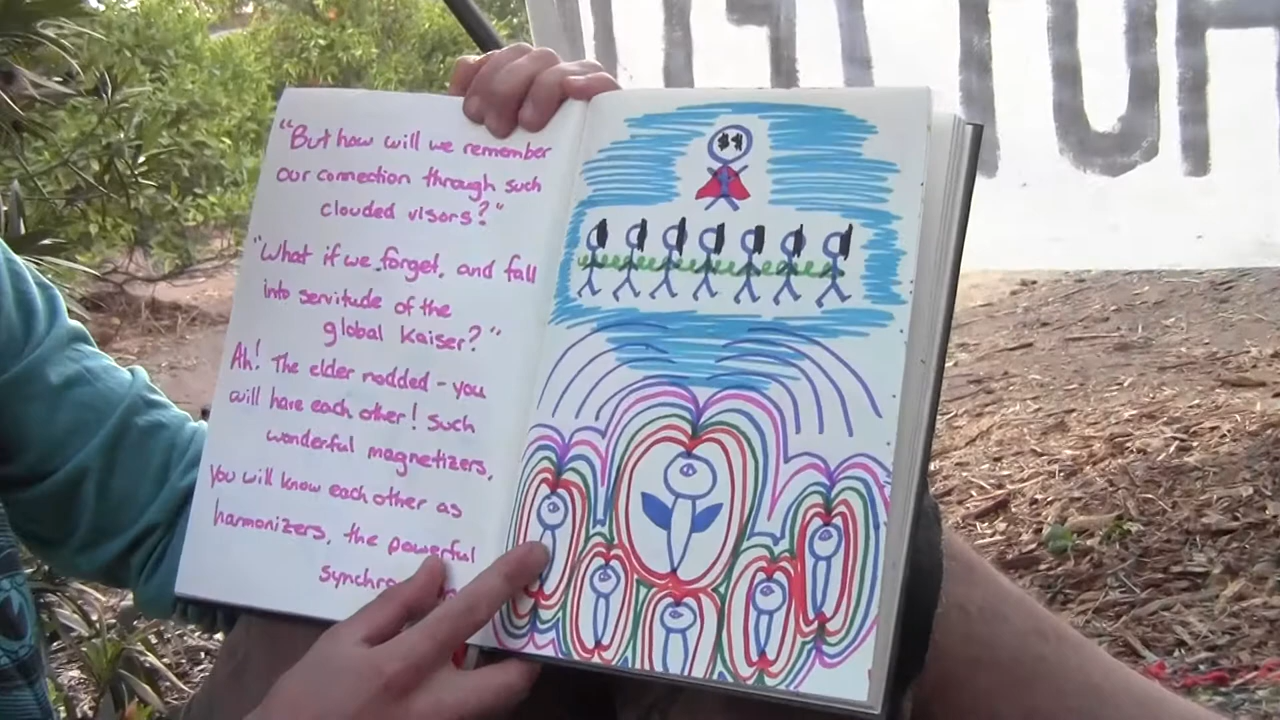 "But how will we remember
our connection through such
clouded visors?"
"What if we forget, and fall
into servitude of the
global Kaiser?"
Ah! The elder nodded - you
will have each other! Such
wonderful magnetizers,
You will know each other as
harmonizers, the powerful
$$